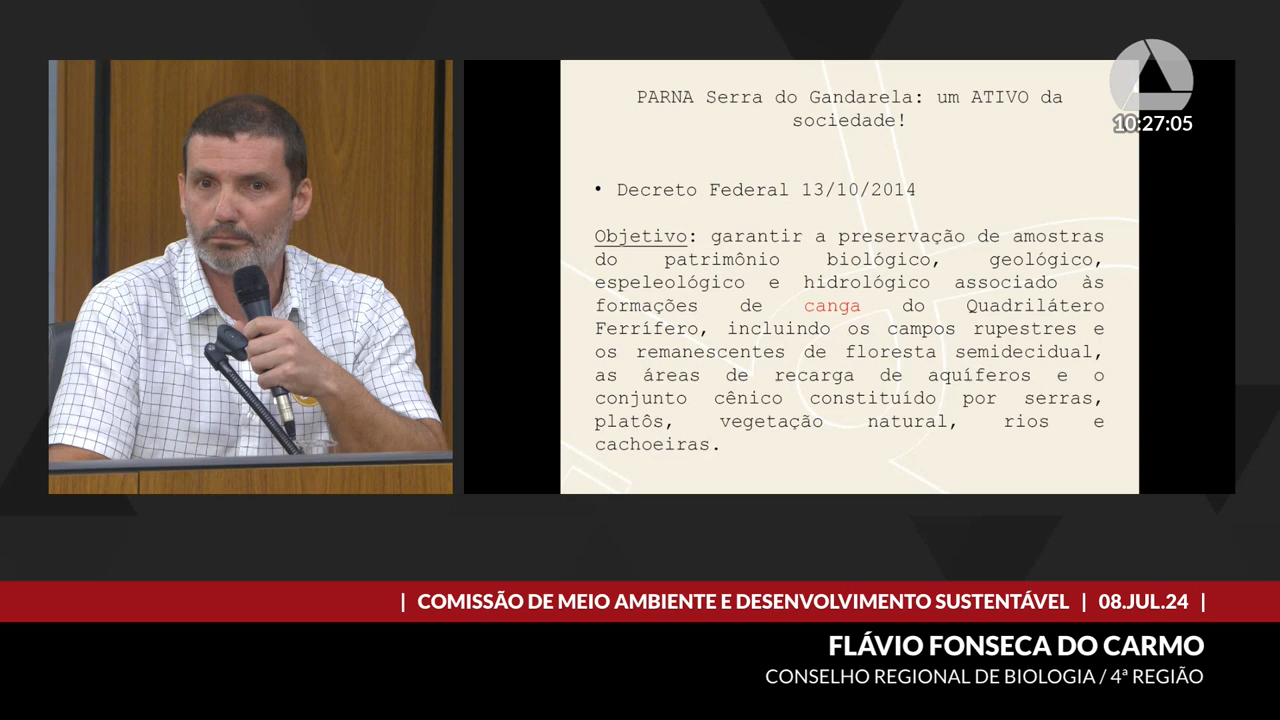 PARNA Serra do Gandarela: um ATIVO da
sociedade!
10:27:05
• Decreto Federal 13/10/2014
Objetivo: garantir a preservação de amostras
do patrimônio biológico, geológico,
espeleológico e hidrológico associado às
formações de canga do Quadrilátero
Ferrífero, incluindo os campos rupestres e
os remanescentes de floresta semidecidual,
as áreas de recarga de aquíferos e o
conjunto cênico constituído por serras,
platôs, vegetação natural, rios e
cachoeiras.
| COMISSÃO DE MEIO AMBIENTE E DESENVOLVIMENTO SUSTENTÁVEL | 08.JUL.24 |
FLÁVIO FONSECA DO CARMO
CONSELHO REGIONAL DE BIOLOGIA / 4ª REGIÃO